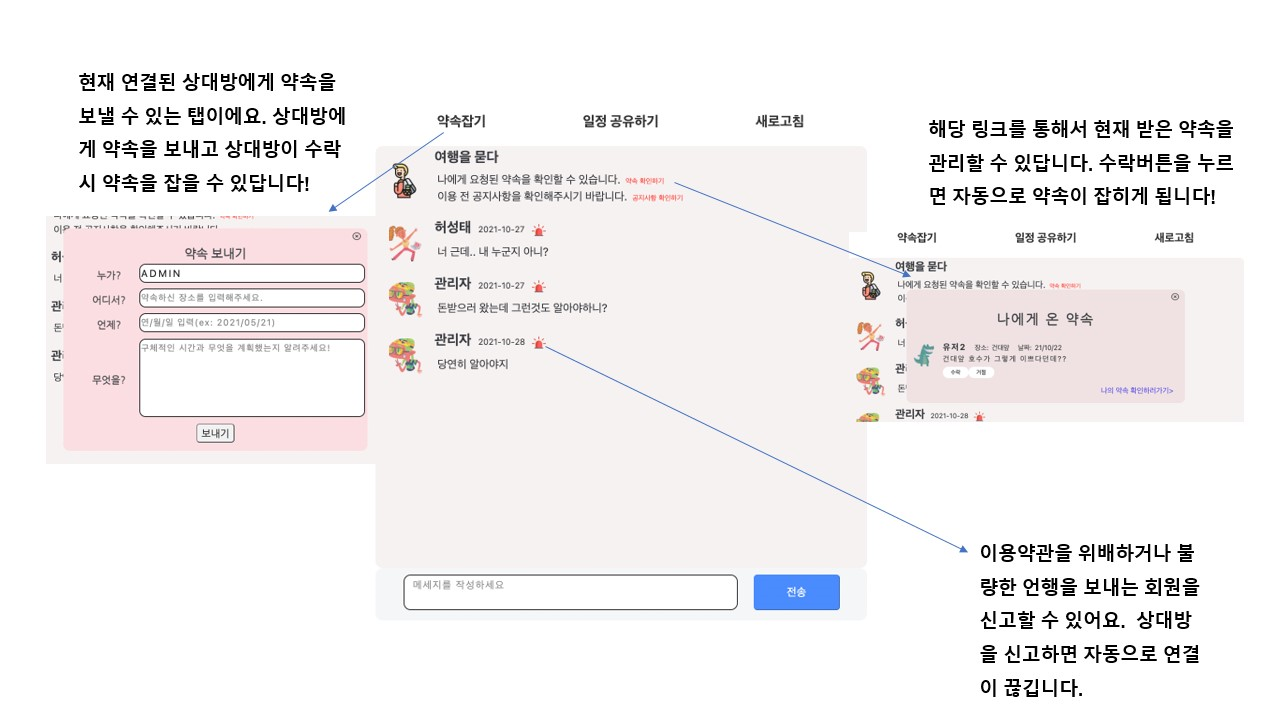 현재 연결된 상대방에게 약속을
보낼 수 있는 탭이에요. 상대방에
게 약속을 보내고 상대방이 수락
시 약속을 잡을 수 있답니다!
약속 보내기
누가?
ADMIN
어디서?
약속하신 장소를 입력해주세요.
언제?
연/월/일 입력(ex: 2021/05/21)
무엇을?
구체적인 시간과 무엇을 계획했는지 알려주세요!
보내기
약속잡기 일정 공유하기 새로고침
여행을 묻다
나에게 요청된 약속을 확인할 수 있습니다. 약속 확인하기
이용 전 공지사항을 확인해주시기 바랍니다. 공지사항 확인하기
허성태 2021-10-27
너 근데.. 내 누군지 아니?
관리자 2021-10-27
돈받으러 왔는데 그런것도 알아야하니?
관리자 2021-10-28
당연히 알아야지
메세지를 작성하세요
전송
해당 링크를 통해서 현재 받은 약속을
관리할 수 있답니다. 수락버튼을 누르
면 자동으로 약속이 잡히게 됩니다!
약속잡기 일정 공유하기 새로고침
여행을 묻다
나에게 요청된 약속을 확인할 수 있습니다. 약속 확인하기
나에게 온 약속
유저2 장소: 건대앞 날짜: 21/10/22
건대앞 호수가 그렇게 이쁘다던데??
수락 거절
나의 약속 확인하러가기>
관리자 2021-10-28
이용약관을 위배하거나 불
량한 언행을 보내는 회원을
신고할 수 있어요. 상대방
을 신고하면 자동으로 연결
이 끊깁니다.